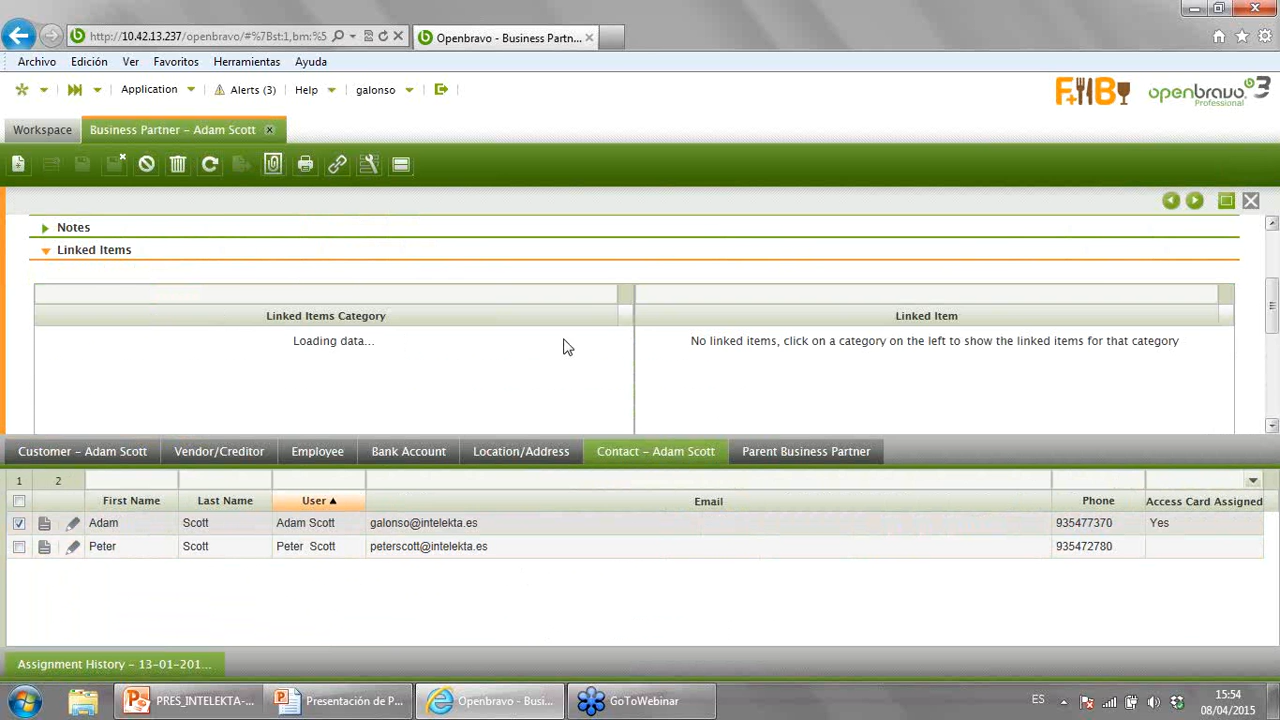 http://10.42.13.237/openbravo/#%7Bst:1,bm:%5
Openbravo - Business Partn...
Archivo Edición Ver Favoritos Herramientas Ayuda
Application Alerts (3) Help galonso
F+B openbravo 3
Professional
Workspace Business Partner – Adam Scott
Notes
Linked Items
Linked Items Category Linked Item
Loading data... No linked items, click on a category on the left to show the linked items for that category
Customer – Adam Scott Vendor/Creditor Employee Bank Account Location/Address Contact – Adam Scott Parent Business Partner
1 2
First Name Last Name User Email Phone Access Card Assigned
Adam Scott Adam Scott galonso@intelekta.es 935477370 Yes
Peter Scott Peter Scott peterscott@intelekta.es 935472780
Assignment History – 13-01-201...
PRES_INTELEKTA-... Presentación de P... Openbravo - Busi... GoToWebinar ES 15:54
08/04/2015